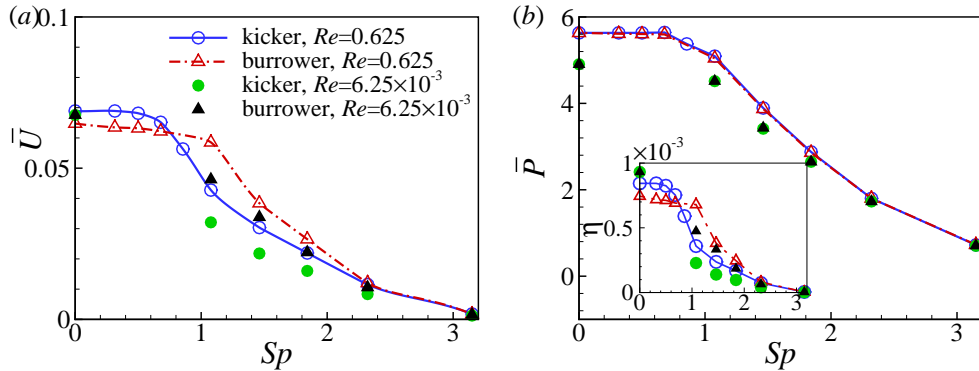 (a)
0.1
kicker, Re=0.625
burrower, Re=0.625
kicker, Re=6.25×10⁻³
burrower, Re=6.25×10⁻³
U̅
0.05
0
0 1 2 3
Sp
(b)
6
4
P̅
2
0
×10⁻³
1
η
0.5
0
0 1 2 3
0 1 2 3
Sp